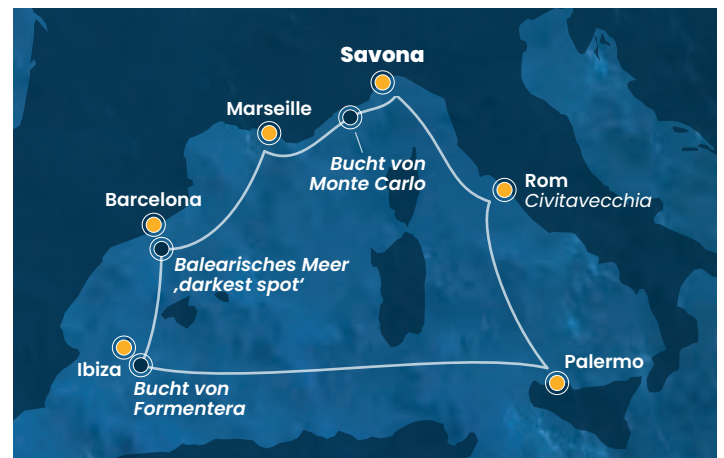 Savona
Marseille
Bucht von
Monte Carlo
Rom
Civitavecchia
Barcelona
Balearisches Meer
‚darkest spot‘
Ibiza
Bucht von
Formentera
Palermo